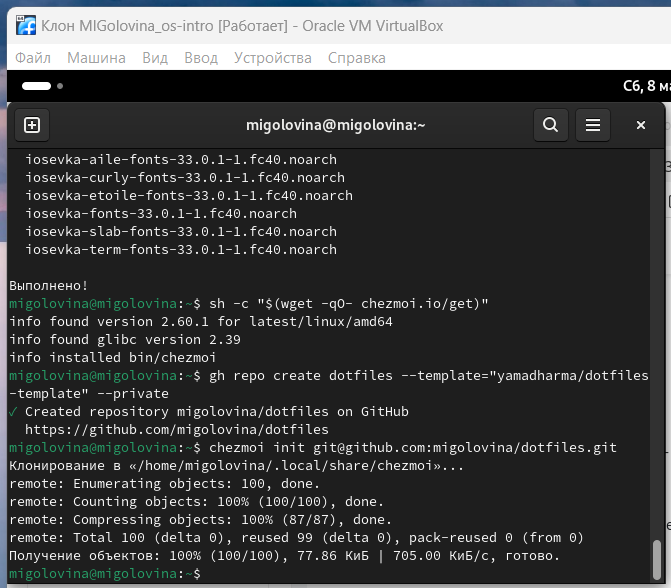 Клон MIGolovina_os-intro [Работает] - Oracle VM VirtualBox
Файл Машина Вид Ввод Устройства Справка
Сб, 8 ма
migolovina@migolovina:~
iosevka-aile-fonts-33.0.1-1.fc40.noarch
iosevka-curly-fonts-33.0.1-1.fc40.noarch
iosevka-etoile-fonts-33.0.1-1.fc40.noarch
iosevka-fonts-33.0.1-1.fc40.noarch
iosevka-slab-fonts-33.0.1-1.fc40.noarch
iosevka-term-fonts-33.0.1-1.fc40.noarch
Выполнено!
migolovina@migolovina:~$ sh -c "$(wget -qO- chezmoi.io/get)"
info found version 2.60.1 for latest/linux/amd64
info found glibc version 2.39
info installed bin/chezmoi
migolovina@migolovina:~$ gh repo create dotfiles --template="yamadharma/dotfiles
-template" --private
✓ Created repository migolovina/dotfiles on GitHub
https://github.com/migolovina/dotfiles
migolovina@migolovina:~$ chezmoi init git@github.com:migolovina/dotfiles.git
Клонирование в «/home/migolovina/.local/share/chezmoi»...
remote: Enumerating objects: 100, done.
remote: Counting objects: 100% (100/100), done.
remote: Compressing objects: 100% (87/87), done.
remote: Total 100 (delta 0), reused 99 (delta 0), pack-reused 0 (from 0)
Получение объектов: 100% (100/100), 77.86 КиБ | 705.00 КиБ/с, готово.
migolovina@migolovina:~$